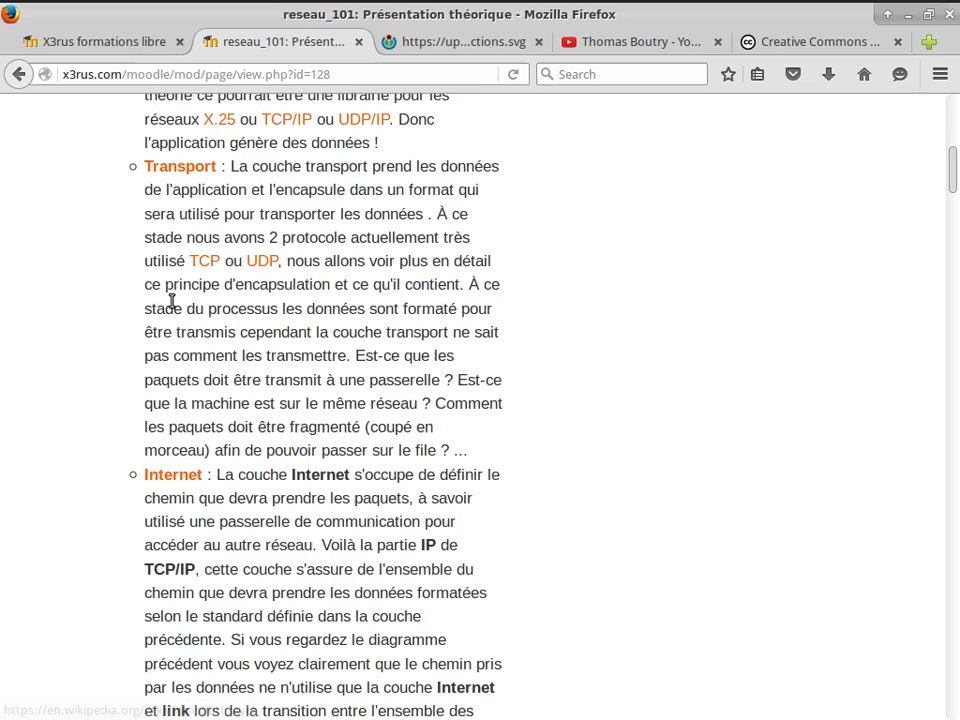 reseau_101: Présentation théorique - Mozilla Firefox
X3rus formations libre
reseau_101: Présent...
https://up...ctions.svg
Thomas Boutry - Yo...
Creative Commons ...
x3rus.com/moodle/mod/page/view.php?id=128
Search
théorie ce pourrait être une librairie pour les
réseaux X.25 ou TCP/IP ou UDP/IP. Donc
l'application génère des données !
Transport : La couche transport prend les données
de l'application et l'encapsule dans un format qui
sera utilisé pour transporter les données . À ce
stade nous avons 2 protocole actuellement très
utilisé TCP ou UDP, nous allons voir plus en détail
ce principe d'encapsulation et ce qu'il contient. À ce
stade du processus les données sont formaté pour
être transmis cependant la couche transport ne sait
pas comment les transmettre. Est-ce que les
paquets doit être transmit à une passerelle ? Est-ce
que la machine est sur le même réseau ? Comment
les paquets doit être fragmenté (coupé en
morceau) afin de pouvoir passer sur le file ? ...
Internet : La couche Internet s'occupe de définir le
chemin que devra prendre les paquets, à savoir
utilisé une passerelle de communication pour
accéder au autre réseau. Voilà la partie IP de
TCP/IP, cette couche s'assure de l'ensemble du
chemin que devra prendre les données formatées
selon le standard définie dans la couche
précédente. Si vous regardez le diagramme
précédent vous voyez clairement que le chemin pris
par les données ne n'utilise que la couche Internet
et link lors de la transition entre l'ensemble des
https://en.wikipedia.org/